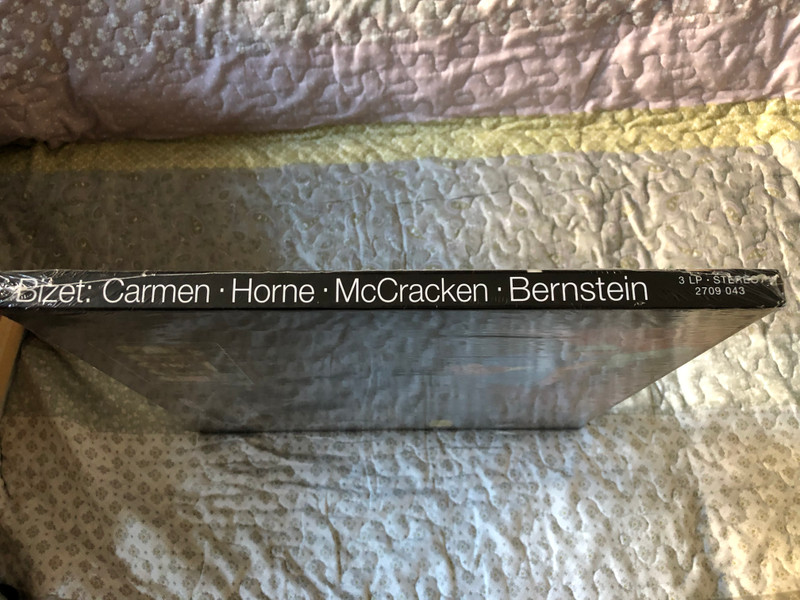 Bizet: Carmen · Horne · McCracken · Bernstein
3 LP · STEREO
2709 043